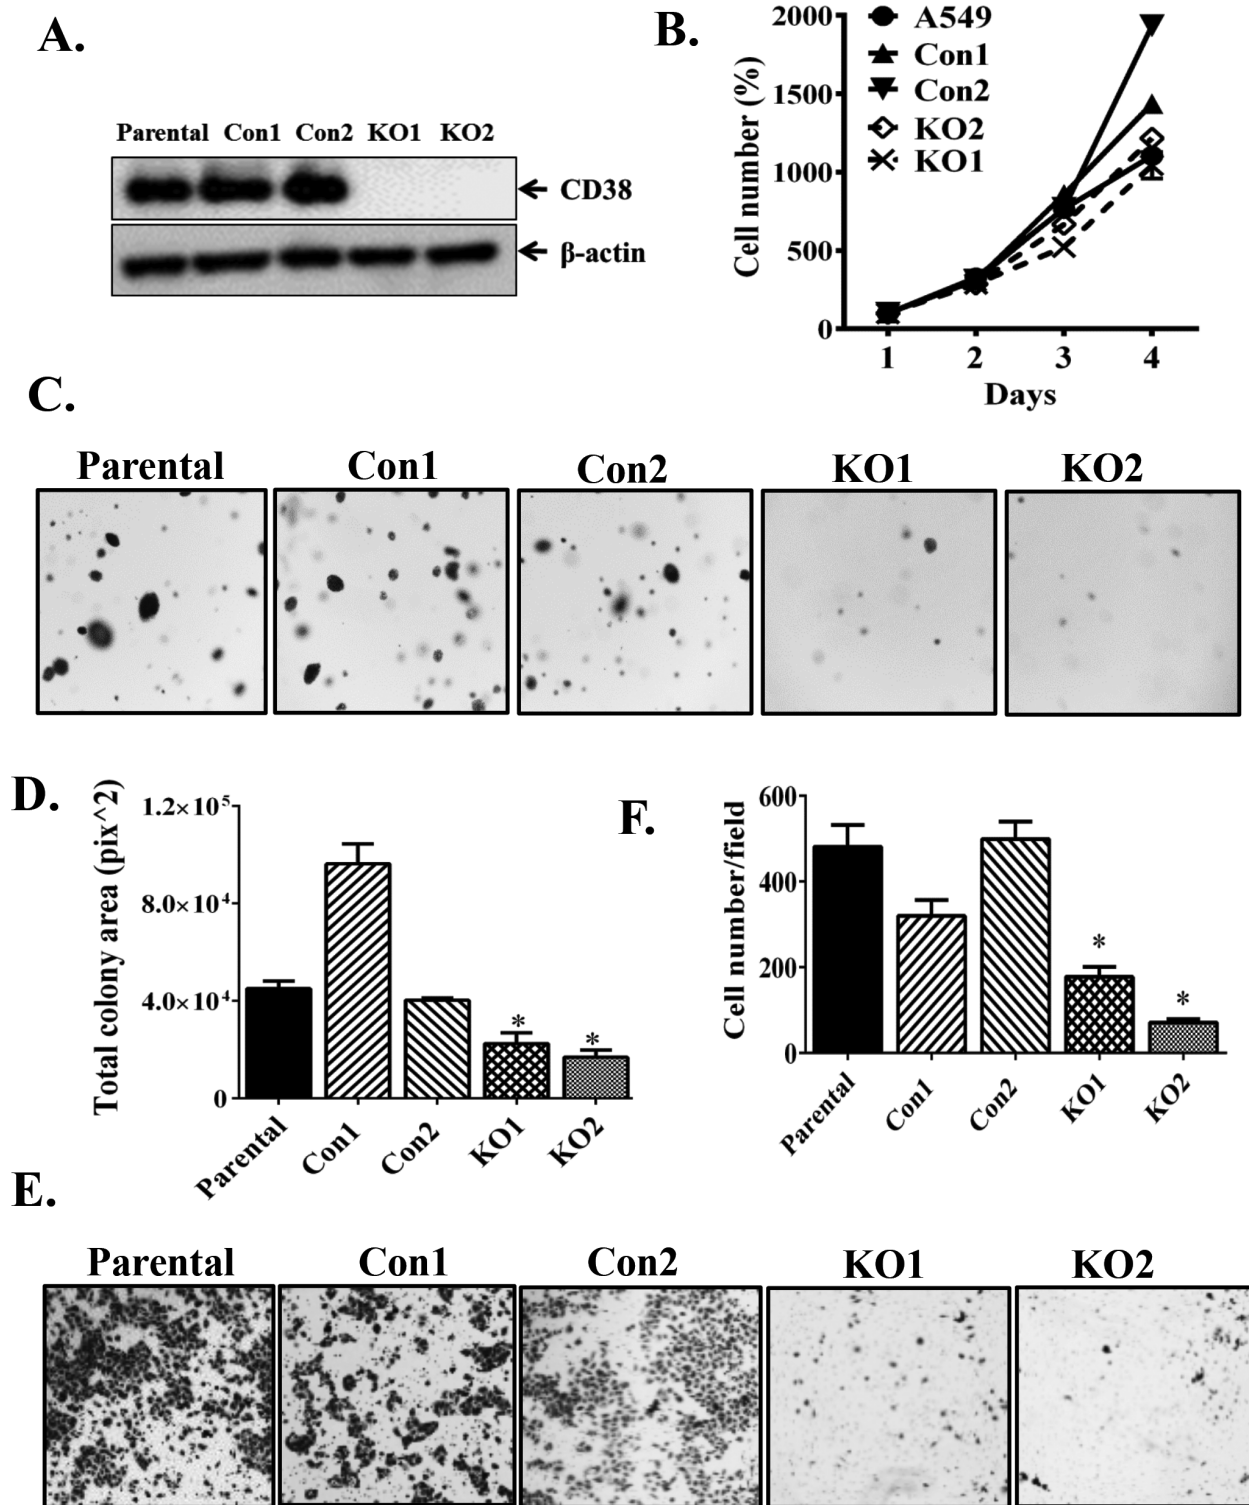 A.
Parental Con1 Con2 KO1 KO2
CD38
β-actin
B.
Cell number (%)
2000
1500
1000
500
0
A549
Con1
Con2
KO2
KO1
1 2 3 4
Days
C.
Parental Con1 Con2 KO1 KO2
D.
Total colony area (pix^2)
1.2×10⁵
8.0×10⁴
4.0×10⁴
0
* *
Parental Con1 Con2 KO1 KO2
F.
Cell number/field
600
400
200
0
* *
Parental Con1 Con2 KO1 KO2
E.
Parental Con1 Con2 KO1 KO2